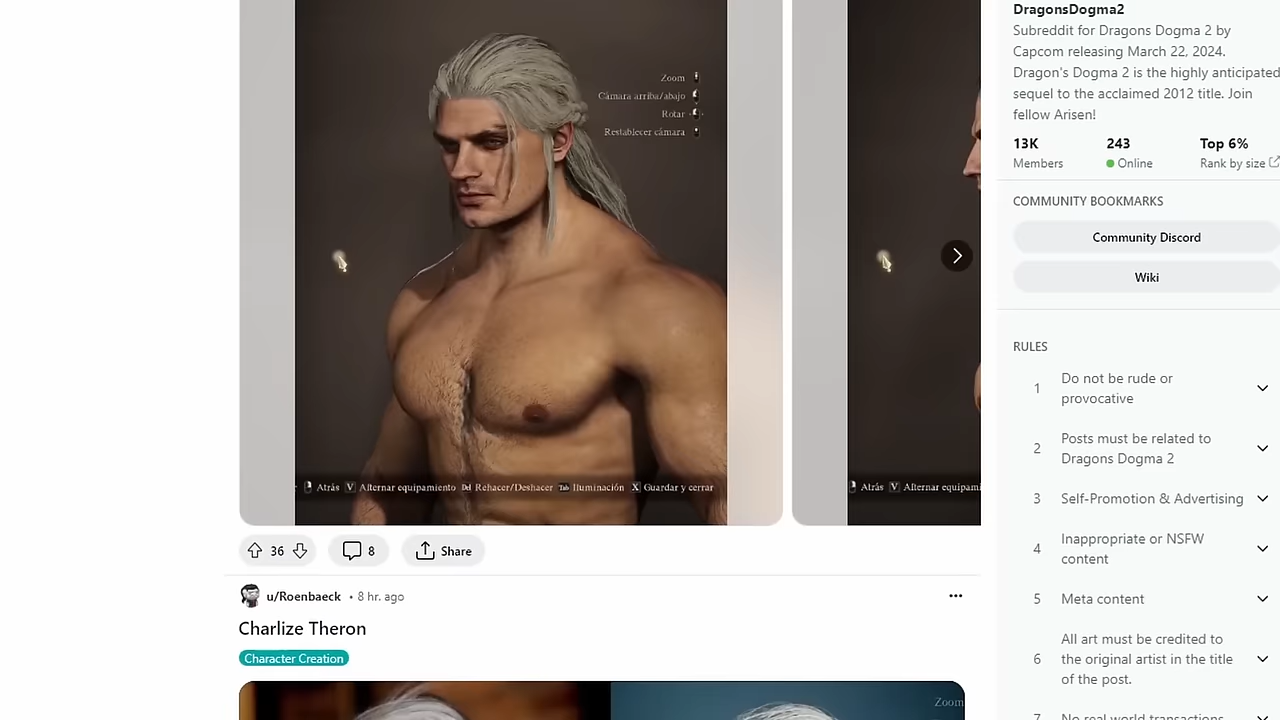 Zoom
Cámara arriba/abajo
Rotar
Restablecer cámara
Atrás V Alternar equipamiento Del Rehacer/Deshacer Tab Iluminación X Guardar y cerrar
Atrás V Alternar equipami
36
8
Share
u/Roenbaeck • 8 hr. ago
Charlize Theron
Character Creation
Zoom
DragonsDogma2
Subreddit for Dragons Dogma 2 by
Capcom releasing March 22, 2024.
Dragon's Dogma 2 is the highly anticipated
sequel to the acclaimed 2012 title. Join
fellow Arisen!
13K 243 Top 6%
Members Online Rank by size
COMMUNITY BOOKMARKS
Community Discord
Wiki
RULES
1 Do not be rude or
provocative
2 Posts must be related to
Dragons Dogma 2
3 Self-Promotion & Advertising
4 Inappropriate or NSFW
content
5 Meta content
6 All art must be credited to
the original artist in the title
of the post.
7 No real world transactions